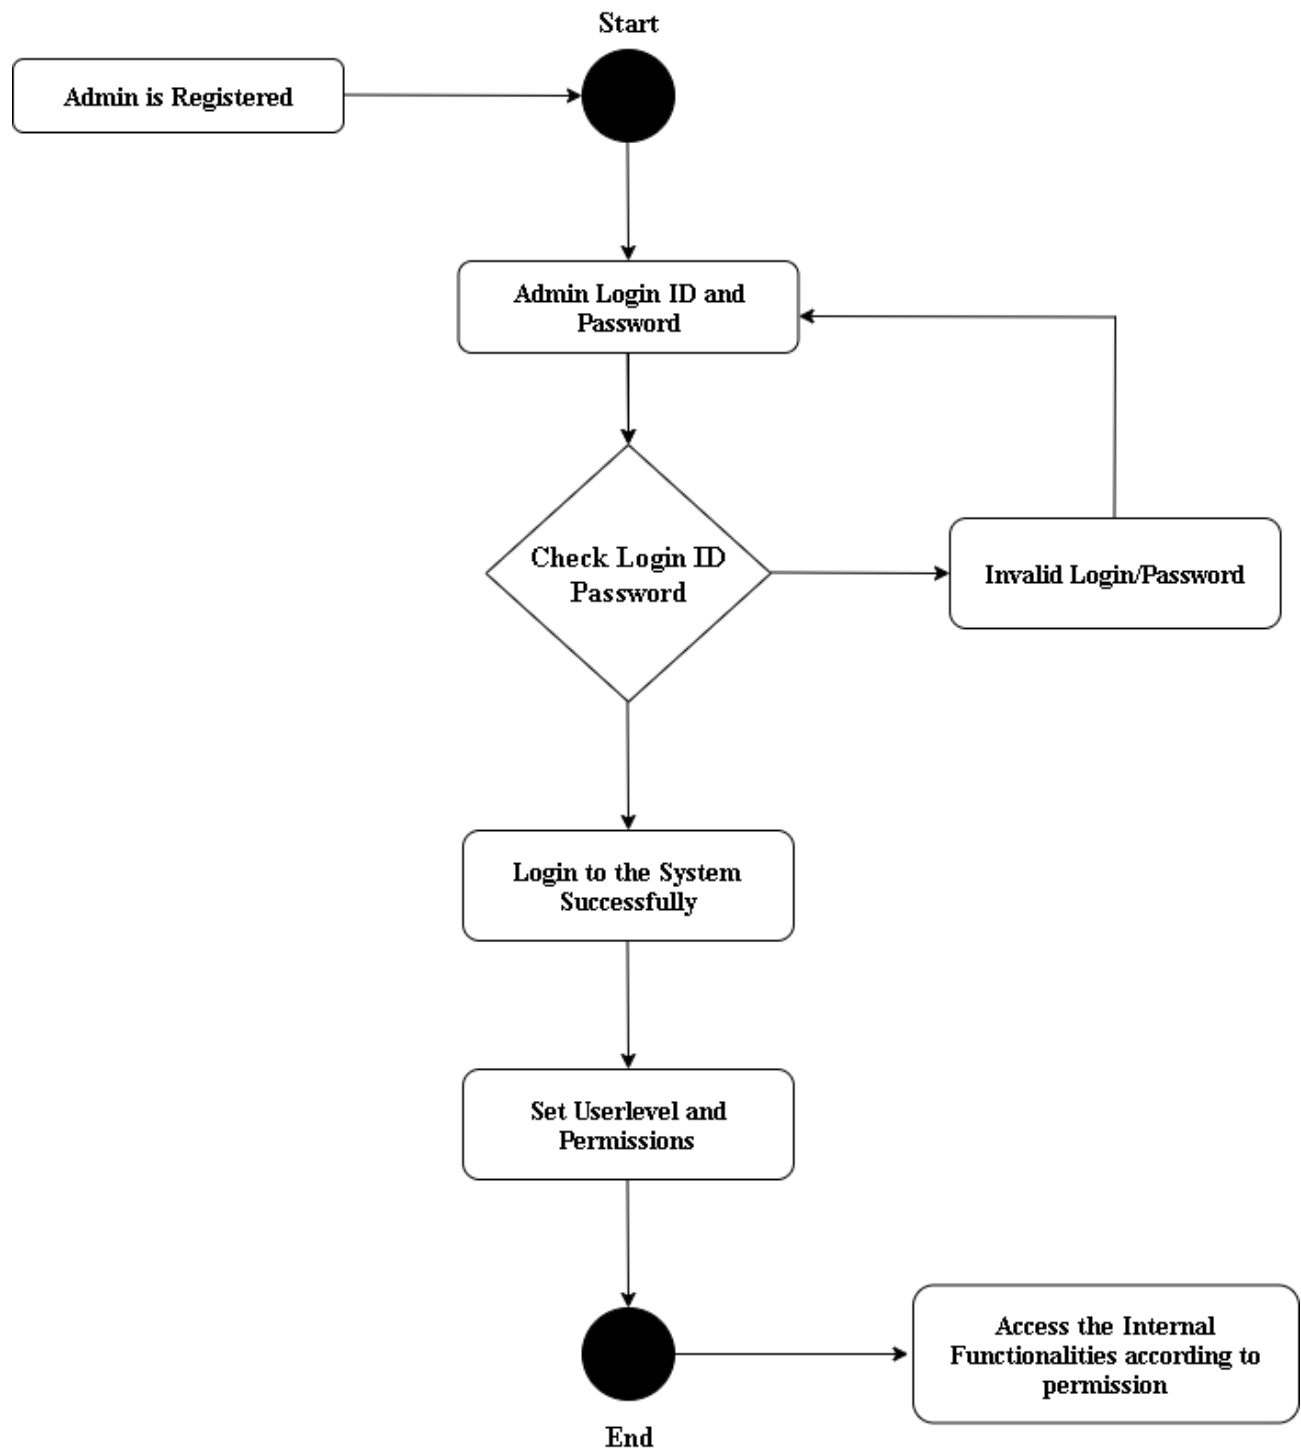 Start
Admin is Registered
Admin Login ID and
Password
Check Login ID
Password
Invalid Login/Password
Login to the System
Successfully
Set Userlevel and
Permissions
Access the Internal
Functionalities according to
permission
End